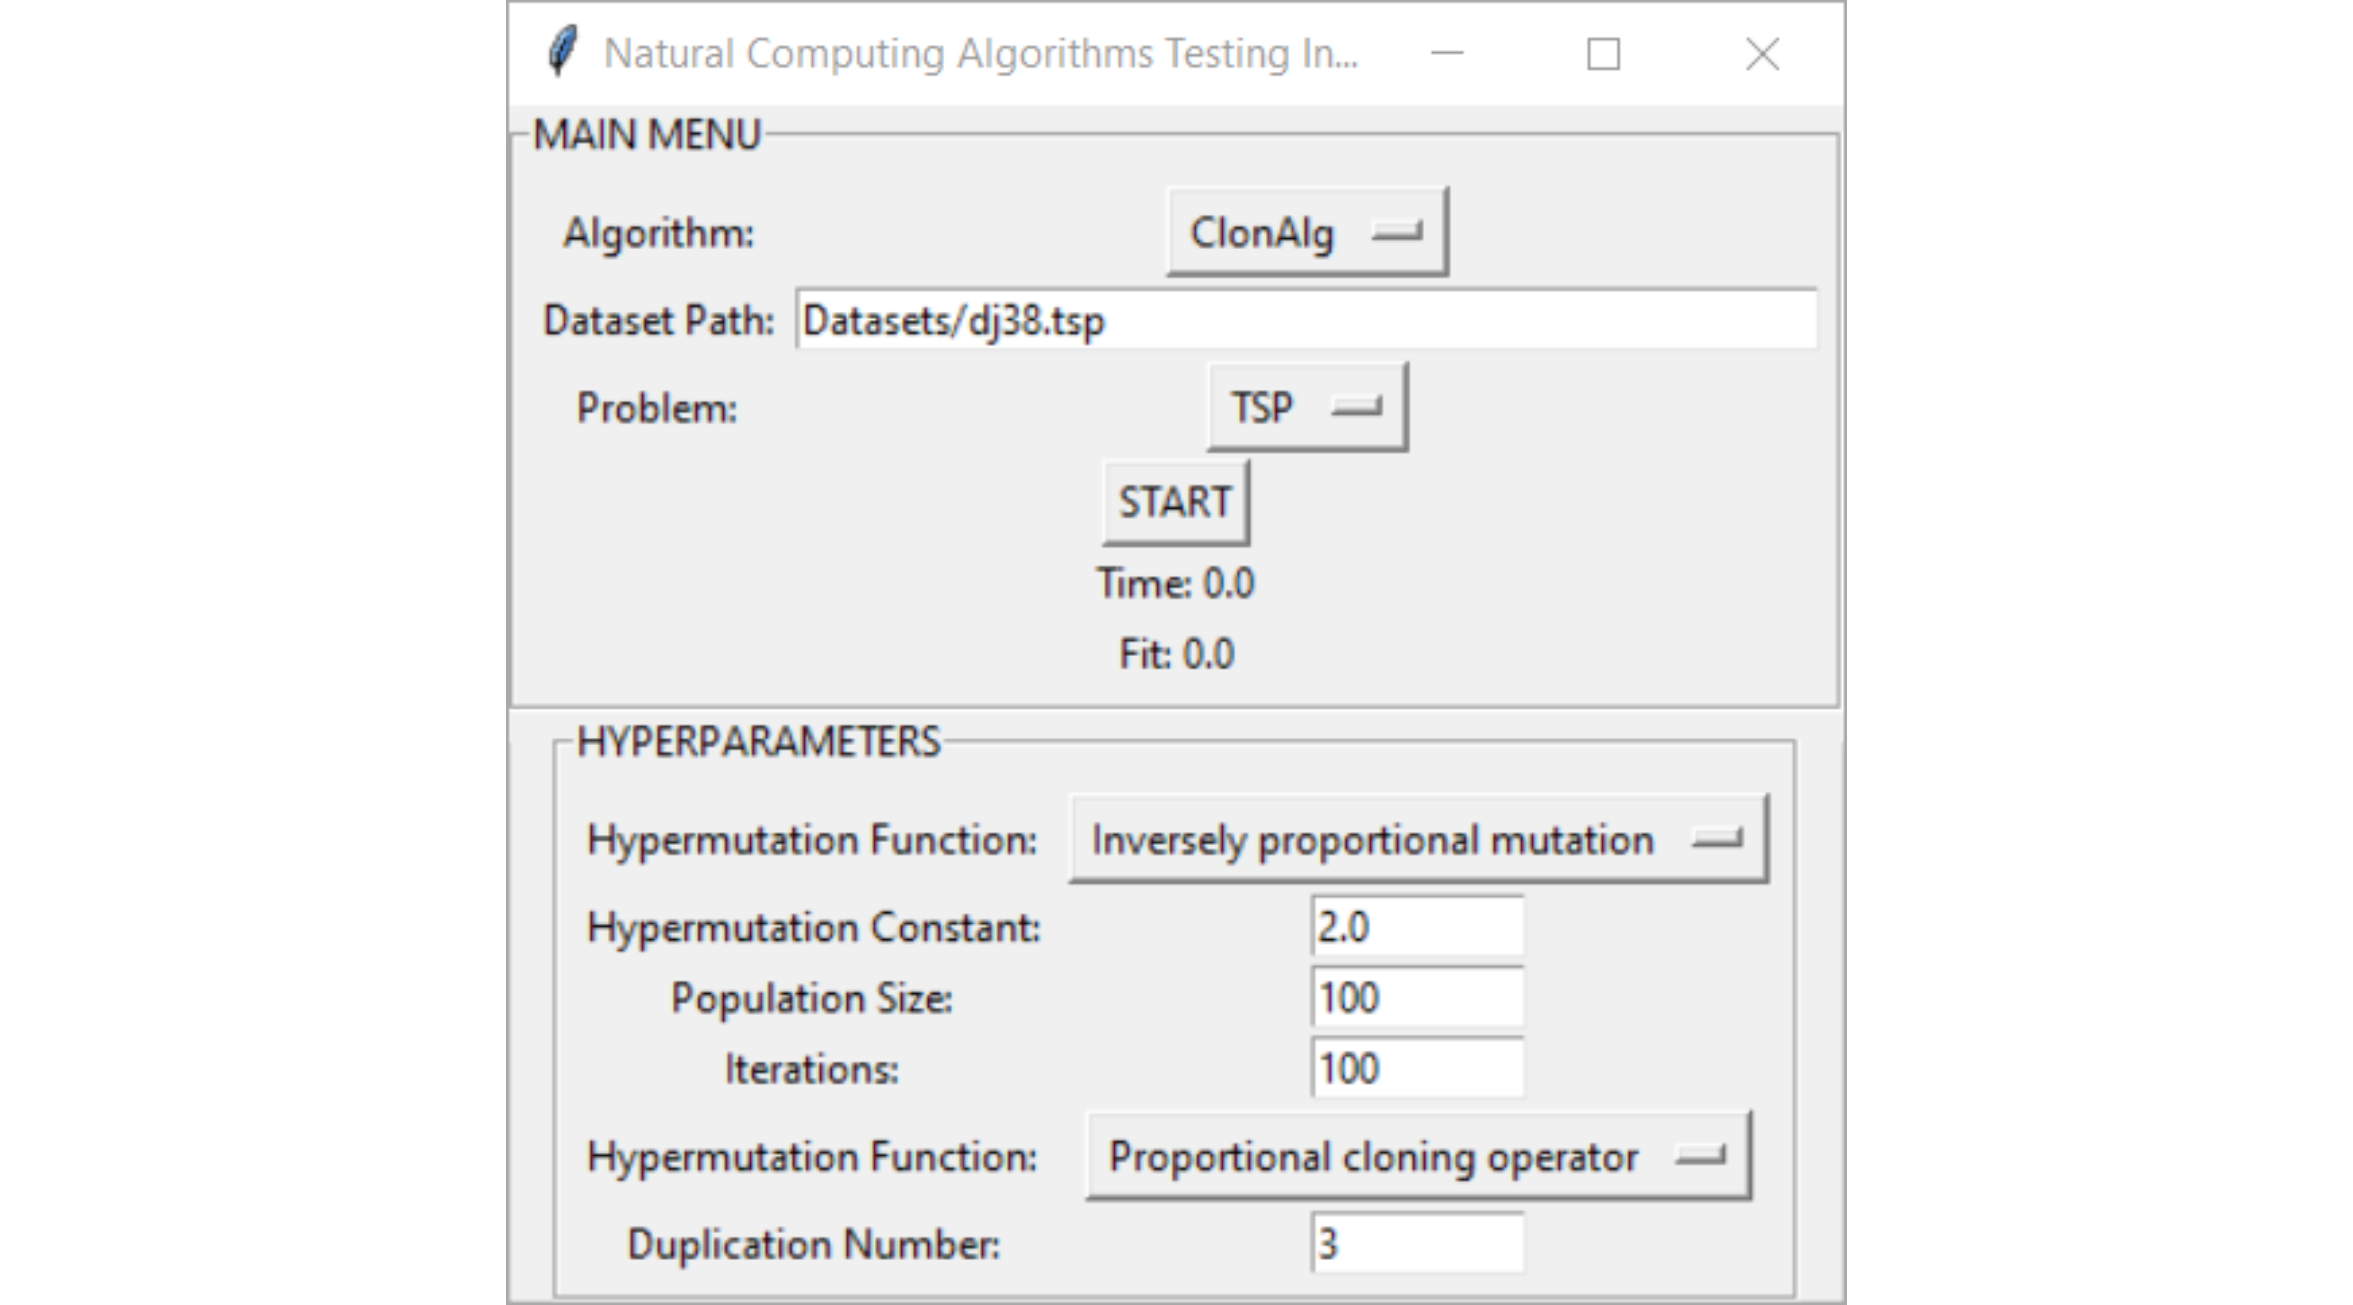 Natural Computing Algorithms Testing In...
MAIN MENU
Algorithm: ClonAlg
Dataset Path: Datasets/dj38.tsp
Problem: TSP
START
Time: 0.0
Fit: 0.0
HYPERPARAMETERS
Hypermutation Function: Inversely proportional mutation
Hypermutation Constant: 2.0
Population Size: 100
Iterations: 100
Hypermutation Function: Proportional cloning operator
Duplication Number: 3